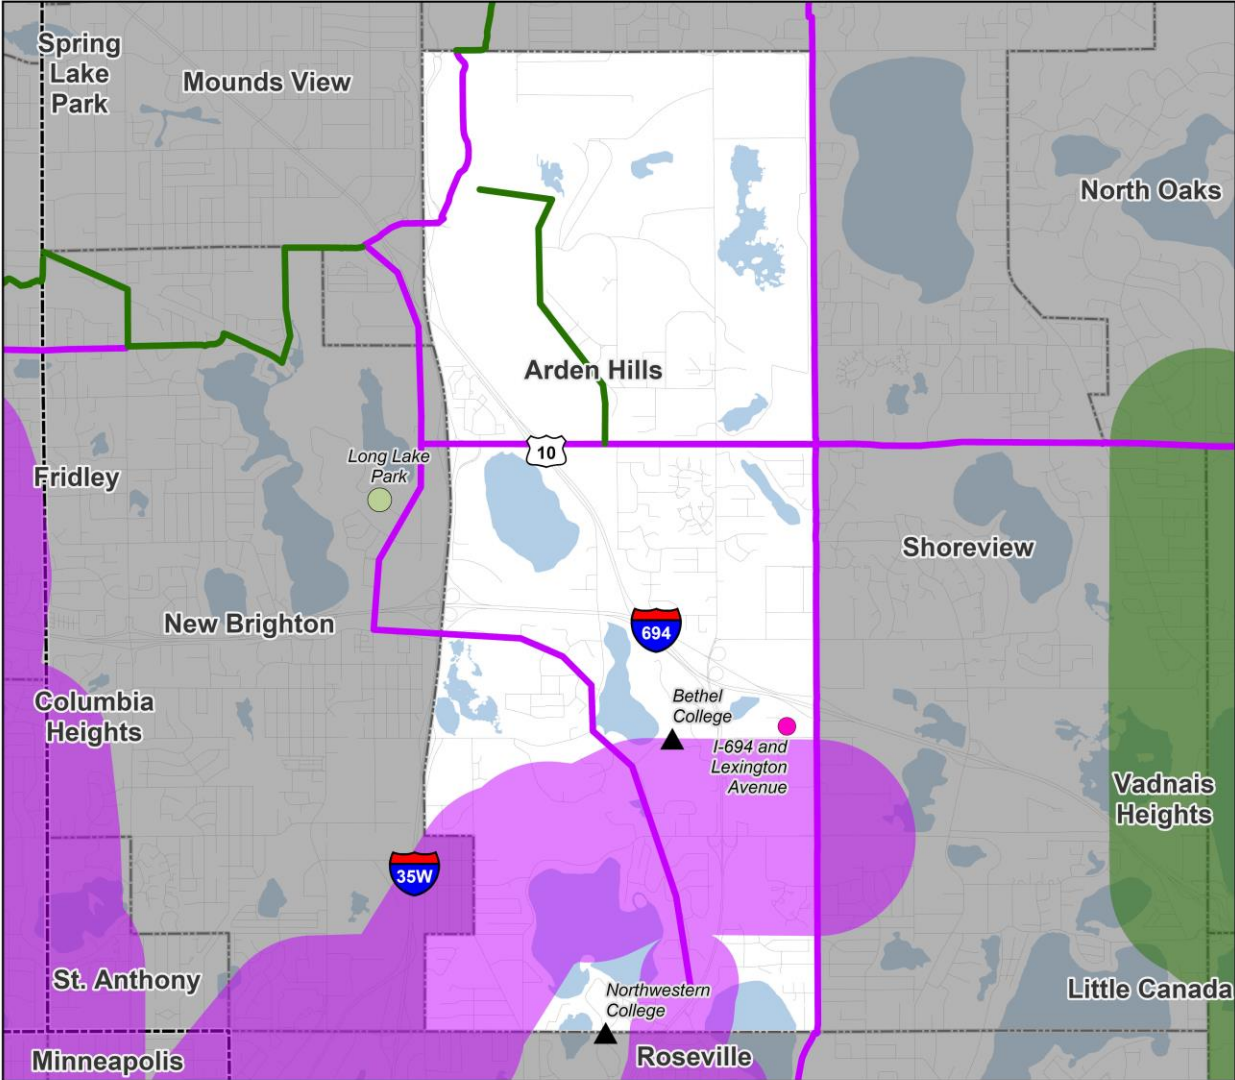 Spring
Lake
Park
Mounds View
North Oaks
Arden Hills
10
Long Lake
Park
Fridley
Shoreview
New Brighton
694
Columbia
Heights
Bethel
College
I-694 and
Lexington
Avenue
Vadnais
Heights
35W
St. Anthony
Northwestern
College
Little Canada
Minneapolis
Roseville